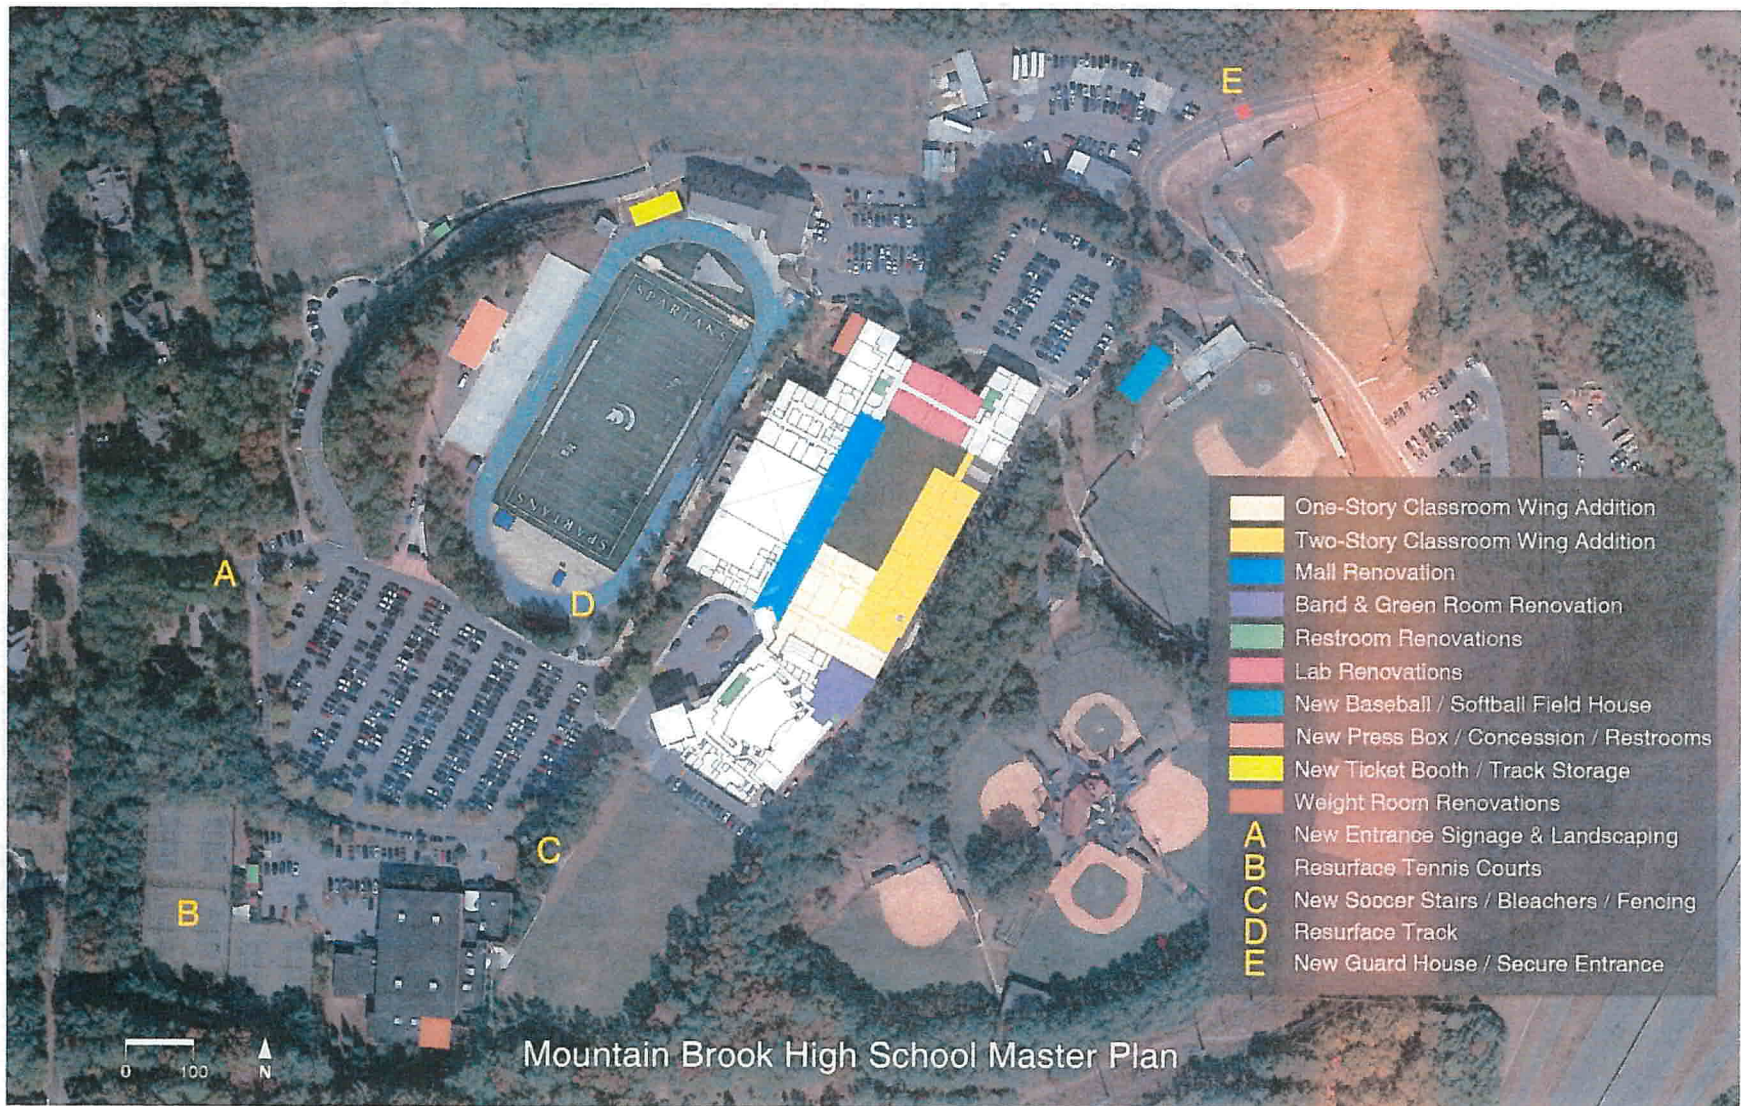 E
SPARTANS
SPARTANS
A
D
C
B
One-Story Classroom Wing Addition
Two-Story Classroom Wing Addition
Mall Renovation
Band & Green Room Renovation
Restroom Renovations
Lab Renovations
New Baseball / Softball Field House
New Press Box / Concession / Restrooms
New Ticket Booth / Track Storage
Weight Room Renovations
A New Entrance Signage & Landscaping
B Resurface Tennis Courts
C New Soccer Stairs / Bleachers / Fencing
D Resurface Track
E New Guard House / Secure Entrance
0 100 N
Mountain Brook High School Master Plan